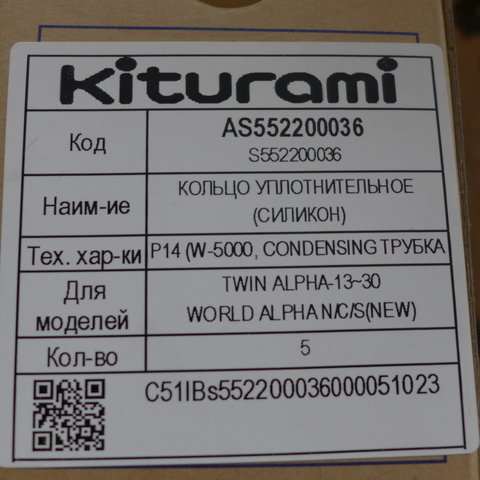 Kiturami
Код
AS552200036
S552200036
Наим-ие
КОЛЬЦО УПЛОТНИТЕЛЬНОЕ
(СИЛИКОН)
Тех. хар-ки
P14 (W-5000, CONDENSING ТРУБКА
Для
моделей
TWIN ALPHA-13~30
WORLD ALPHA N/C/S(NEW)
Кол-во
5
C51IBs552200036000051023